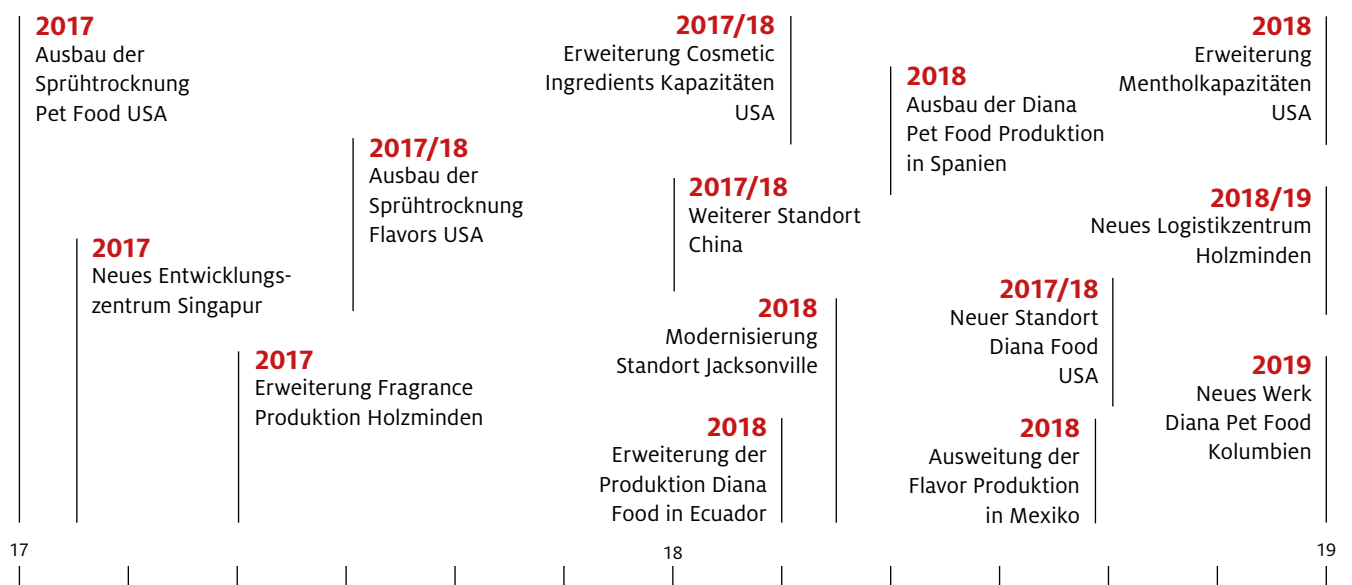 2017
Ausbau der
Sprühtrocknung
Pet Food USA
2017
Neues Entwicklungs-
zentrum Singapur
2017
Erweiterung Fragrance
Produktion Holzminden
2017/18
Ausbau der
Sprühtrocknung
Flavors USA
2017/18
Erweiterung Cosmetic
Ingredients Kapazitäten
USA
2017/18
Weiterer Standort
China
2018
Modernisierung
Standort Jacksonville
2018
Erweiterung der
Produktion Diana
Food in Ecuador
2018
Ausbau der Diana
Pet Food Produktion
in Spanien
2017/18
Neuer Standort
Diana Food
USA
2018
Ausweitung der
Flavor Produktion
in Mexiko
2018
Erweiterung
Mentholkapazitäten
USA
2018/19
Neues Logistikzentrum
Holzminden
2019
Neues Werk
Diana Pet Food
Kolumbien
17
18
19